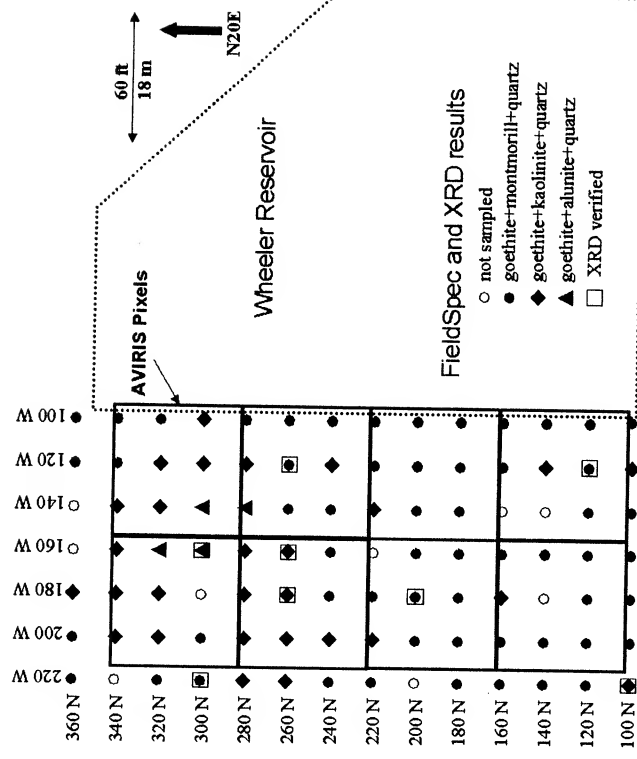 60 ft
18 m
N20E
Wheeler Reservoir
AVIRIS Pixels
FieldSpec and XRD results
not sampled
goethite+montmorill+quartz
goethite+kaolinite+quartz
goethite+alunite+quartz
XRD verified
220 W
200 W
180 W
160 W
140 W
120 W
100 W
360 N
340 N
320 N
300 N
280 N
260 N
240 N
220 N
200 N
180 N
160 N
140 N
120 N
100 N